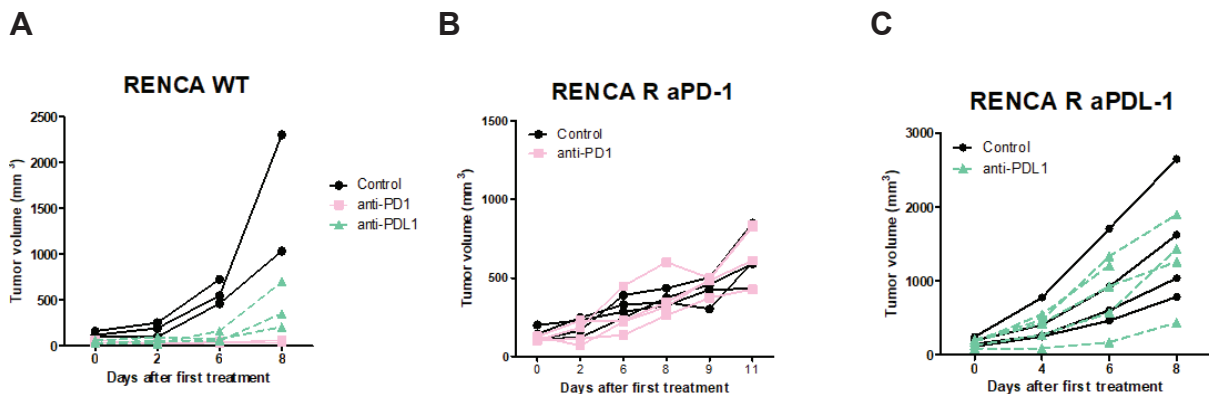 A
B
C
RENCA WT
RENCA R aPD-1
RENCA R aPDL-1
Tumor volume (mm³)
2500
2000
1500
1000
500
0
0 2 6 8
Days after first treatment
Control
anti-PD1
anti-PDL1
Tumor volume (mm³)
1500
1000
500
0
0 2 6 8 9 11
Days after first treatment
Control
anti-PD1
Tumor volume (mm³)
3000
2000
1000
0
0 4 6 8
Days after first treatment
Control
anti-PDL1